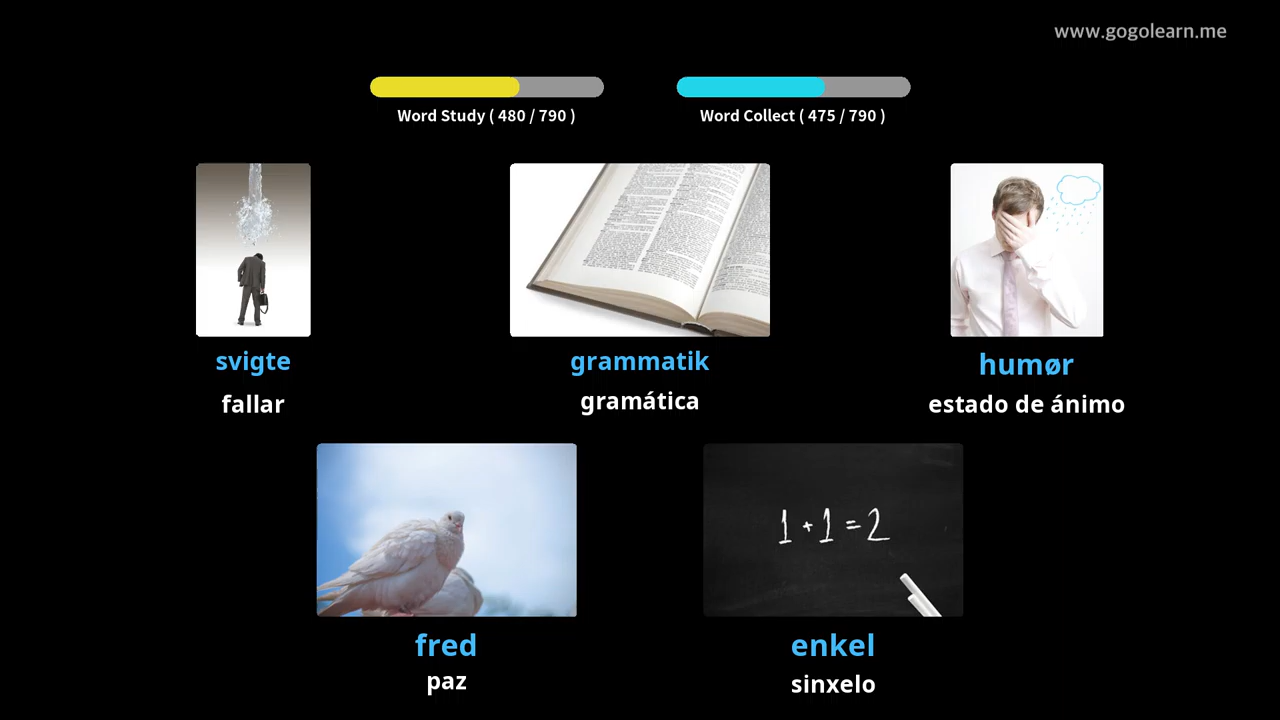 www.gogolearn.me
Word Study ( 480 / 790 )
Word Collect ( 475 / 790 )
svigte
fallar
grammatik
gramática
humør
estado de ánimo
1 + 1 = 2
fred
paz
enkel
sinxelo